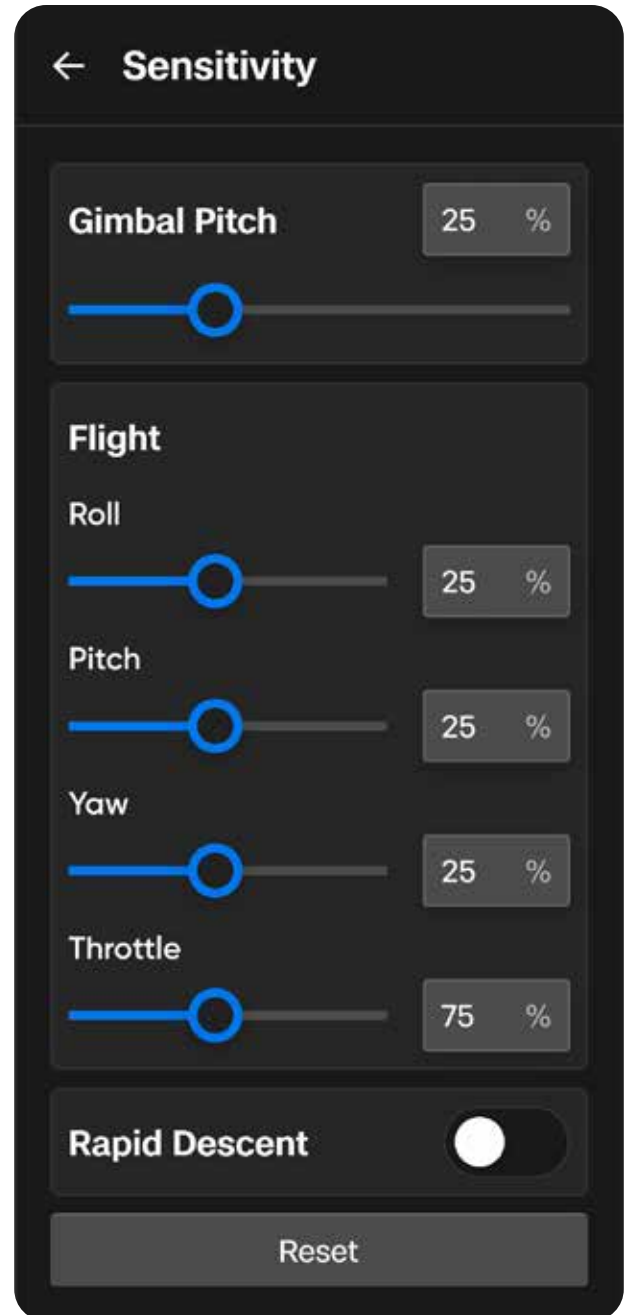 Sensitivity
Gimbal Pitch 25 %
Flight
Roll
25 %
Pitch
25 %
Yaw
25 %
Throttle
75 %
Rapid Descent
Reset